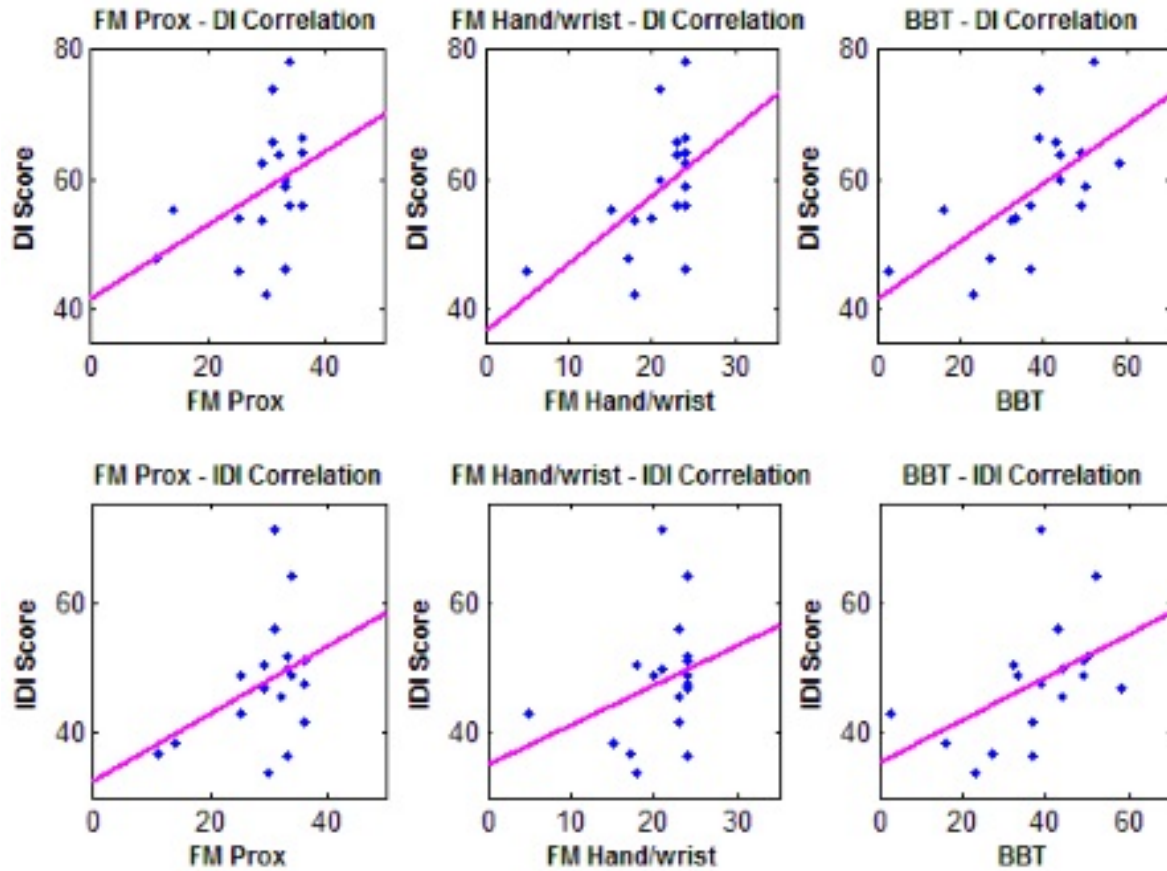 FM Prox - DI Correlation
80
60
40
DI Score
0 20 40
FM Prox
FM Hand/wrist - DI Correlation
80
60
40
DI Score
0 10 20 30
FM Hand/wrist
BBT - DI Correlation
80
60
40
DI Score
0 20 40 60
BBT
FM Prox - IDI Correlation
60
40
IDI Score
0 20 40
FM Prox
FM Hand/wrist - IDI Correlation
60
40
IDI Score
0 10 20 30
FM Hand/wrist
BBT - IDI Correlation
60
40
IDI Score
0 20 40 60
BBT